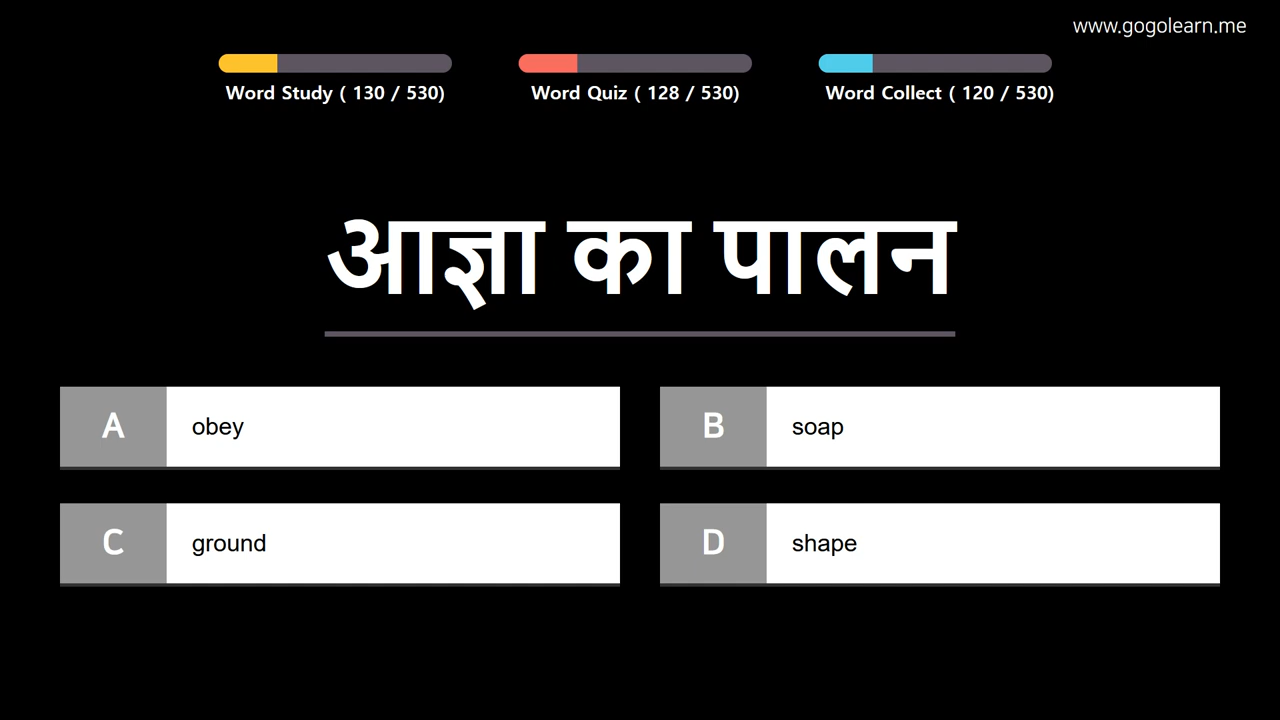 www.gogolearn.me
Word Study ( 130 / 530)
Word Quiz ( 128 / 530)
Word Collect ( 120 / 530)
आज्ञा का पालन
A obey
B soap
C ground
D shape